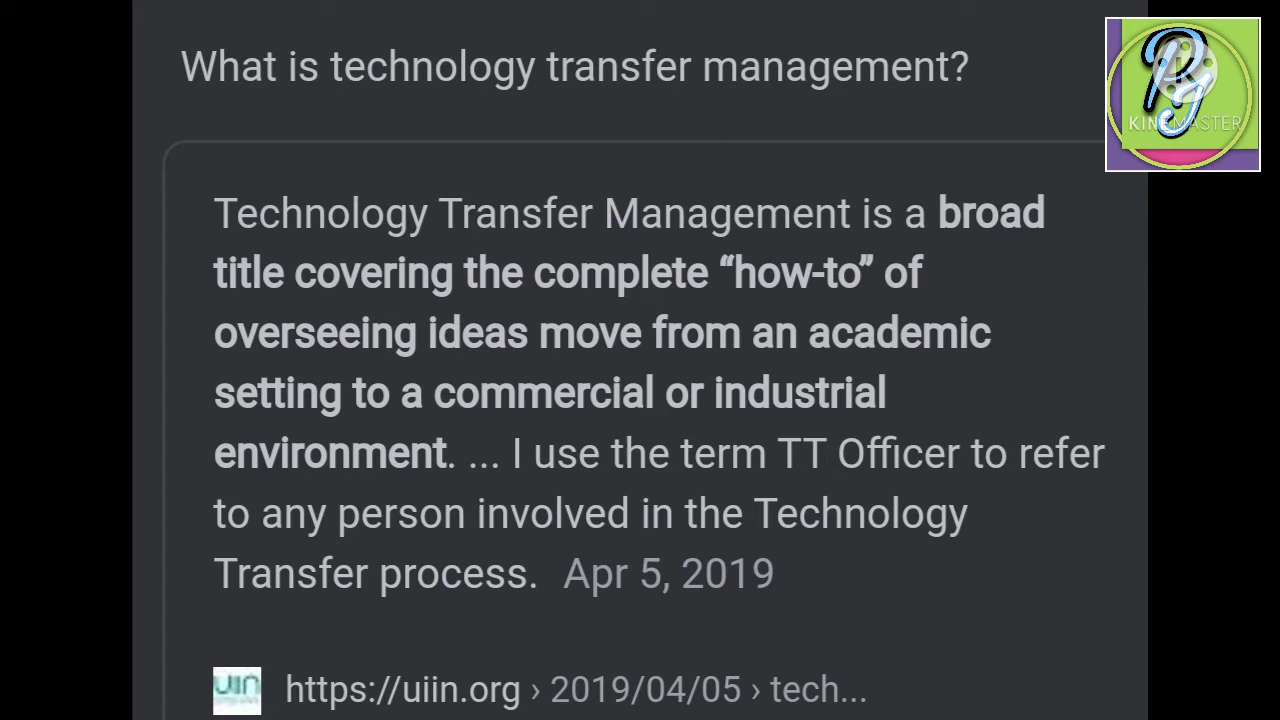 What is technology transfer management?
KINEMASTER
Technology Transfer Management is a broad
title covering the complete “how-to” of
overseeing ideas move from an academic
setting to a commercial or industrial
environment. ... I use the term TT Officer to refer
to any person involved in the Technology
Transfer process. Apr 5, 2019
uiin
https://uiin.org › 2019/04/05 › tech...